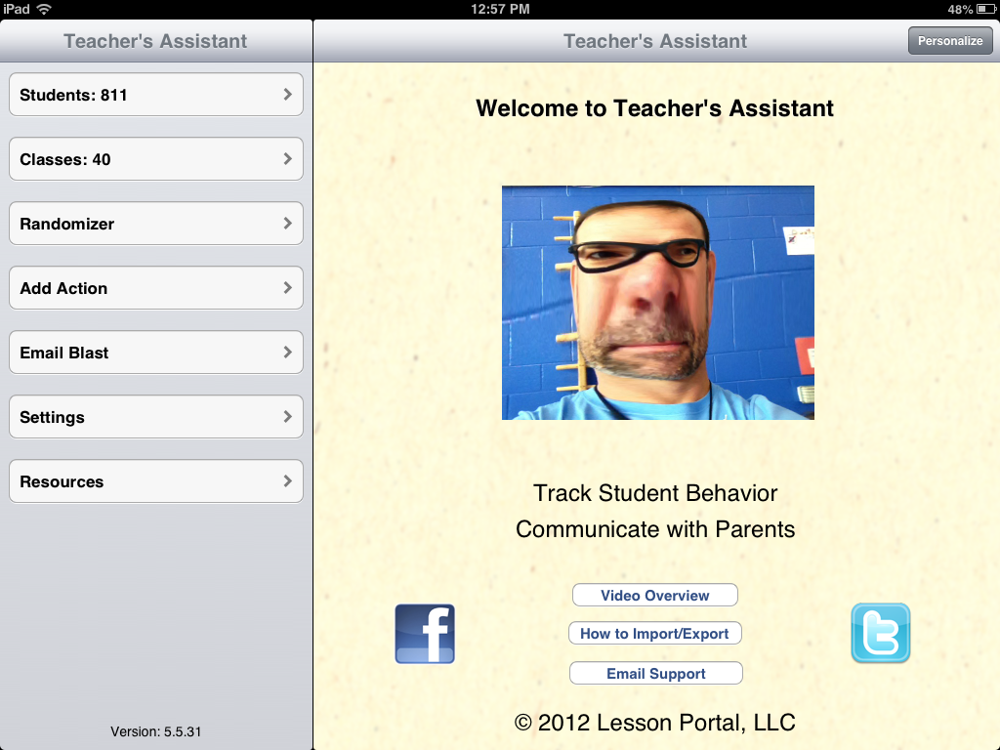 iPad 12:57 PM 48%
Teacher's Assistant
Students: 811
Classes: 40
Randomizer
Add Action
Email Blast
Settings
Resources
Version: 5.5.31
Teacher's Assistant Personalize
Welcome to Teacher's Assistant
Track Student Behavior
Communicate with Parents
Video Overview
How to Import/Export
Email Support
f
t
© 2012 Lesson Portal, LLC